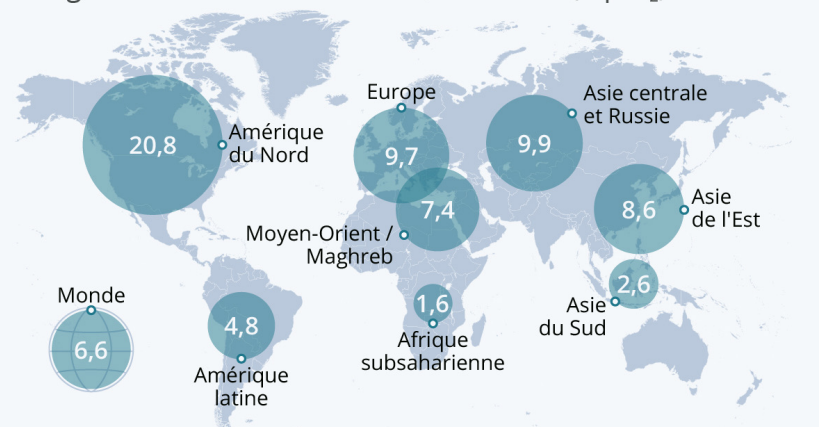 Europe
Asie centrale
et Russie
20,8
Amérique
du Nord
9,7
9,9
7,4
8,6
Asie
de l'Est
Moyen-Orient /
Maghreb
2,6
Monde
6,6
4,8
1,6
Asie
du Sud
Afrique
subsaharienne
Amérique
latine